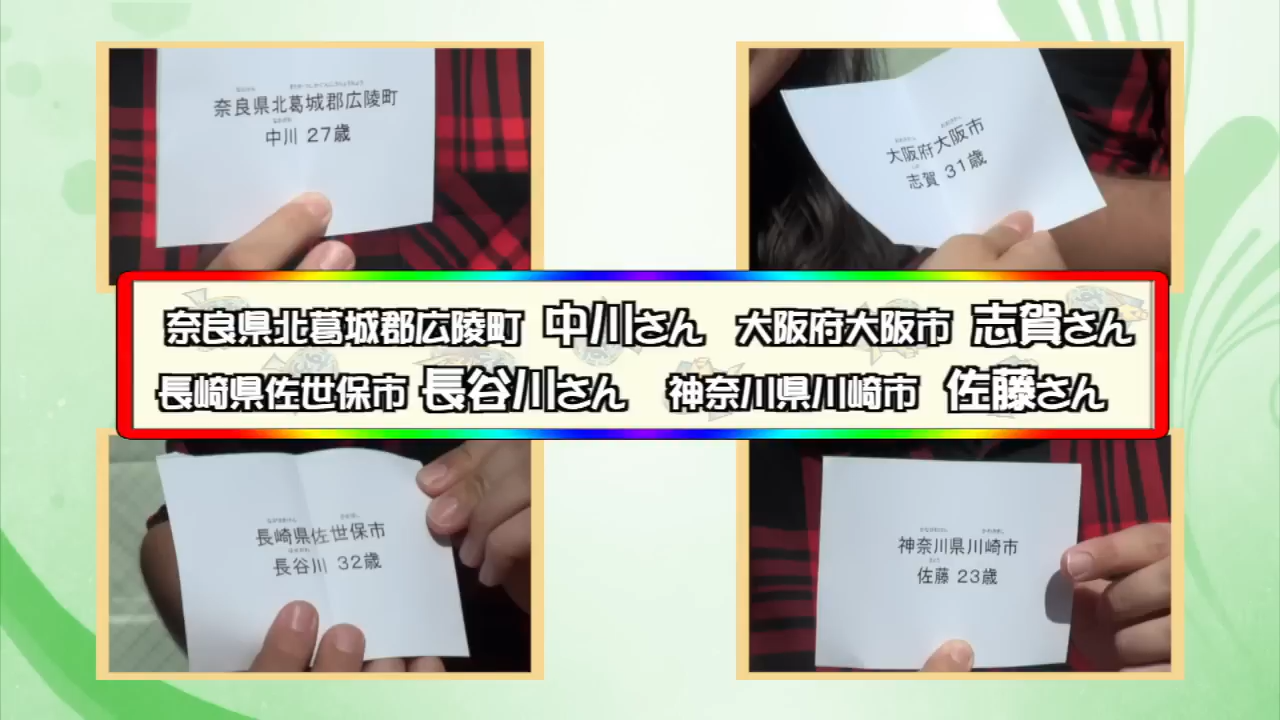 奈良県北葛城郡広陵町
中川 27歳
大阪府大阪市
志賀 31歳
奈良県北葛城郡広陵町 中川さん 大阪府大阪市 志賀さん
長崎県佐世保市 長谷川さん 神奈川県川崎市 佐藤さん
長崎県佐世保市
長谷川 32歳
神奈川県川崎市
佐藤 23歳